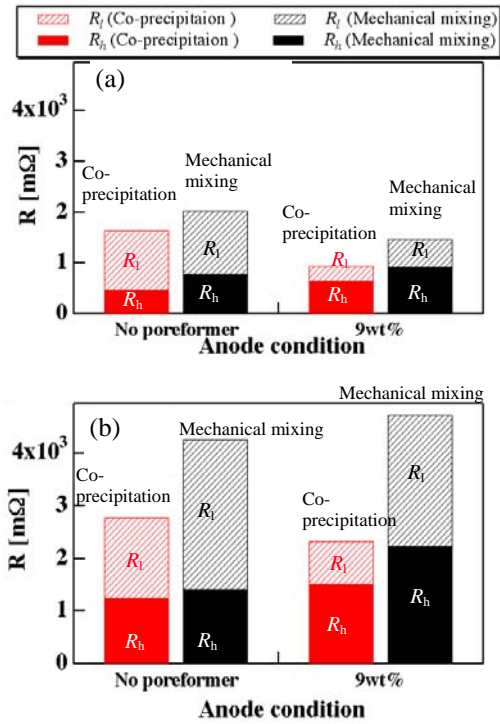 R_l (Co-precipitaion ) R_l (Mechanical mixing)
R_h (Co-precipitaion ) R_h (Mechanical mixing)
(a)
4x10³
3
2
1
0
R [mΩ]
Co-
precipitation
Mechanical
mixing
Co-
precipitation
Mechanical
mixing
R_l
R_l
R_l
R_l
R_h
R_h
R_h
R_h
No poreformer 9wt%
Anode condition
Mechanical mixing
(b)
4x10³
3
2
1
0
R [mΩ]
Mechanical mixing
Co-
precipitation
Co-
precipitation
R_l
R_l
R_l
R_l
R_h
R_h
R_h
R_h
No poreformer 9wt%
Anode condition